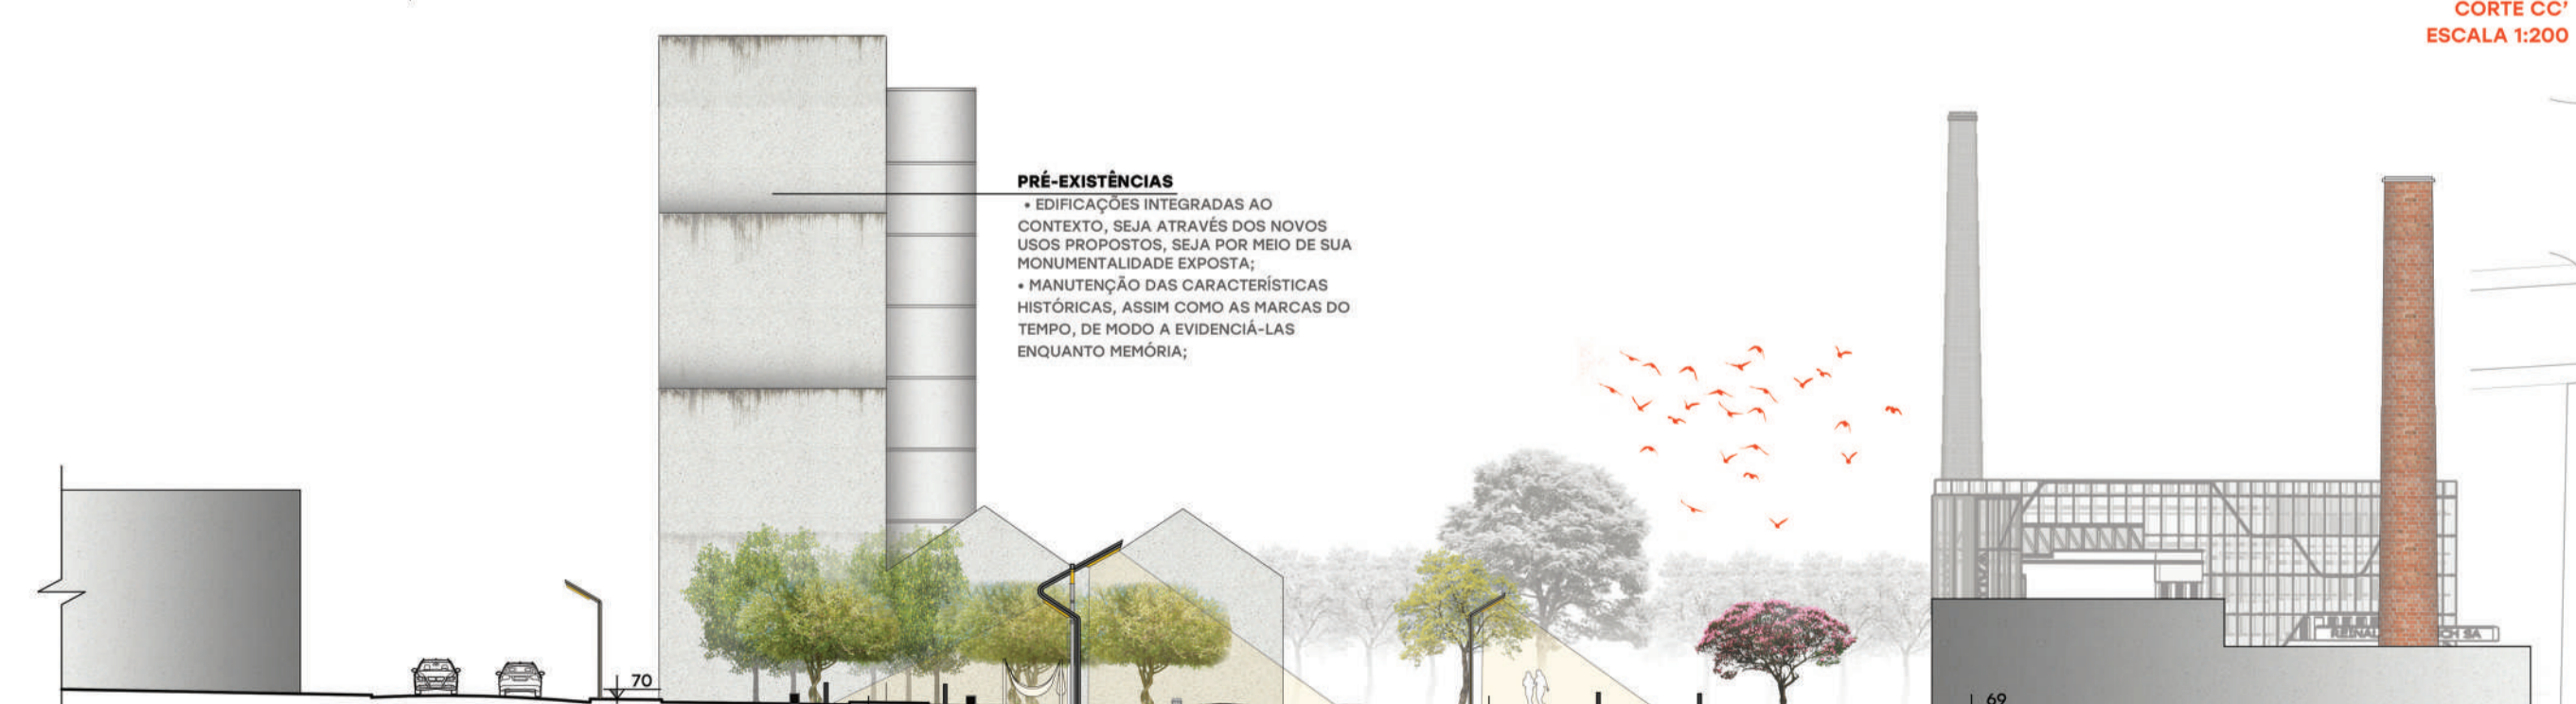 CORTE CC'
ESCALA 1:200
PRÉ-EXISTÊNCIAS
• EDIFICAÇÕES INTEGRADAS AO
CONTEXTO, SEJA ATRAVÉS DOS NOVOS
USOS PROPOSTOS, SEJA POR MEIO DE SUA
MONUMENTALIDADE EXPOSTA;
• MANUTENÇÃO DAS CARACTERÍSTICAS
HISTÓRICAS, ASSIM COMO AS MARCAS DO
TEMPO, DE MODO A EVIDENCIÁ-LAS
ENQUANTO MEMÓRIA;
SA
70
69